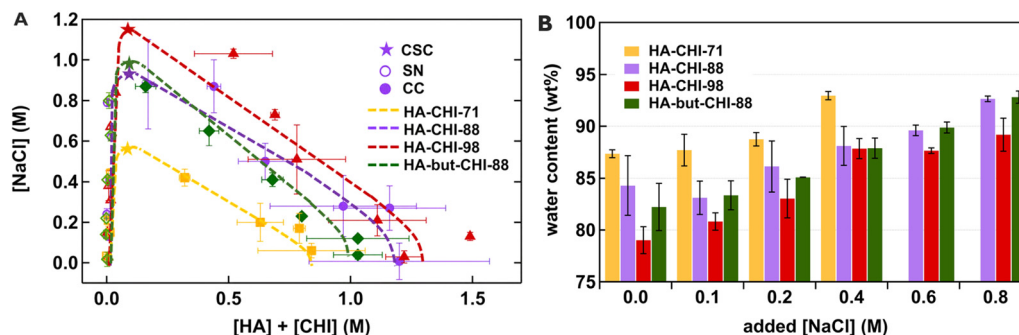 A
[NaCl] (M)
1.2
1.0
0.8
0.6
0.4
0.2
0.0
CSC
SN
CC
HA-CHI-71
HA-CHI-88
HA-CHI-98
HA-but-CHI-88
0.0 0.5 1.0 1.5
[HA] + [CHI] (M)
B
water content (wt%)
100
95
90
85
80
75
HA-CHI-71
HA-CHI-88
HA-CHI-98
HA-but-CHI-88
0.0 0.1 0.2 0.4 0.6 0.8
added [NaCl] (M)